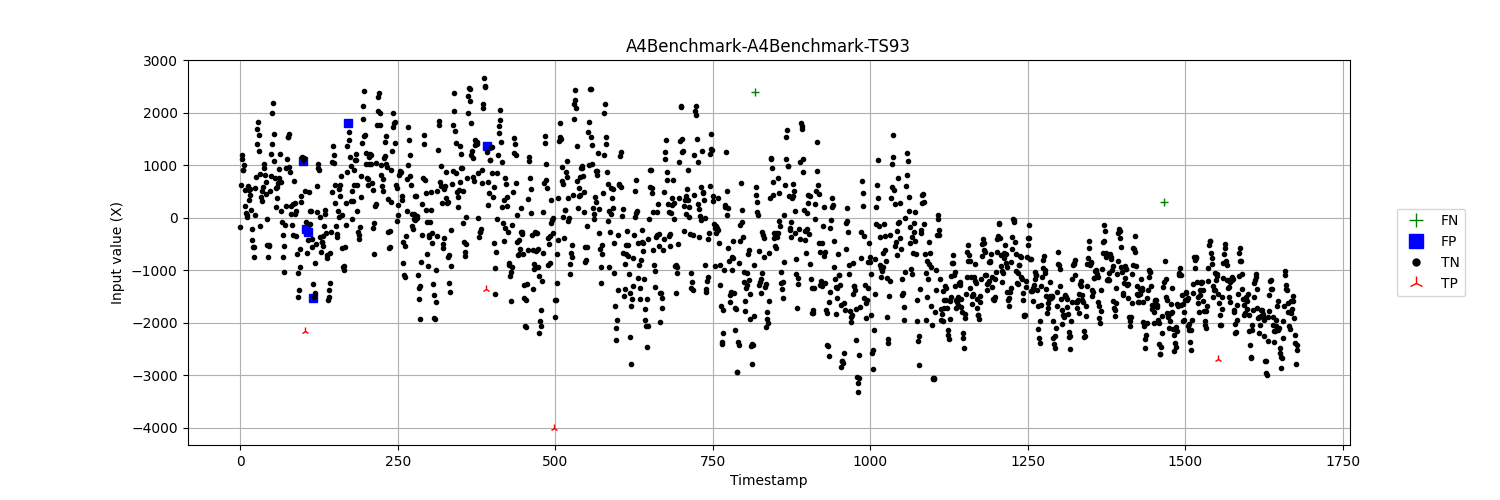 A4Benchmark-A4Benchmark-TS93
3000
2000
1000
0
−1000
−2000
−3000
−4000
Input value (X)
0 250 500 750 1000 1250 1500 1750
Timestamp
FN
FP
TN
TP